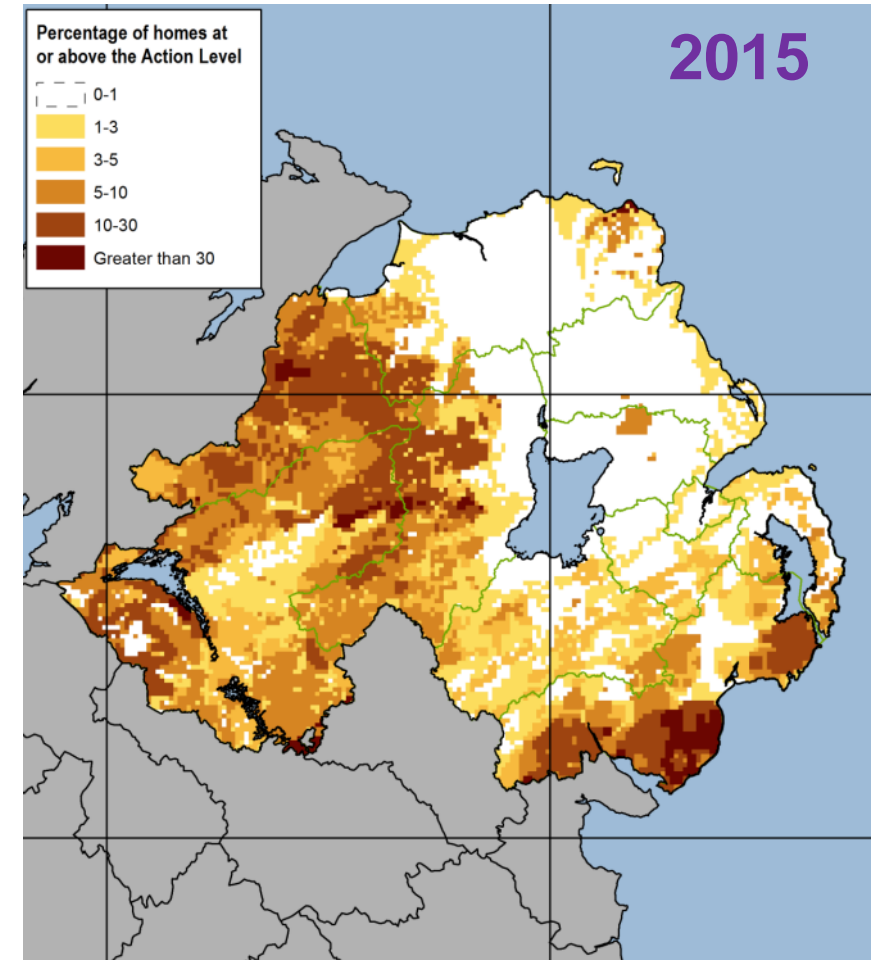 Percentage of homes at
or above the Action Level
0-1
1-3
3-5
5-10
10-30
Greater than 30
2015